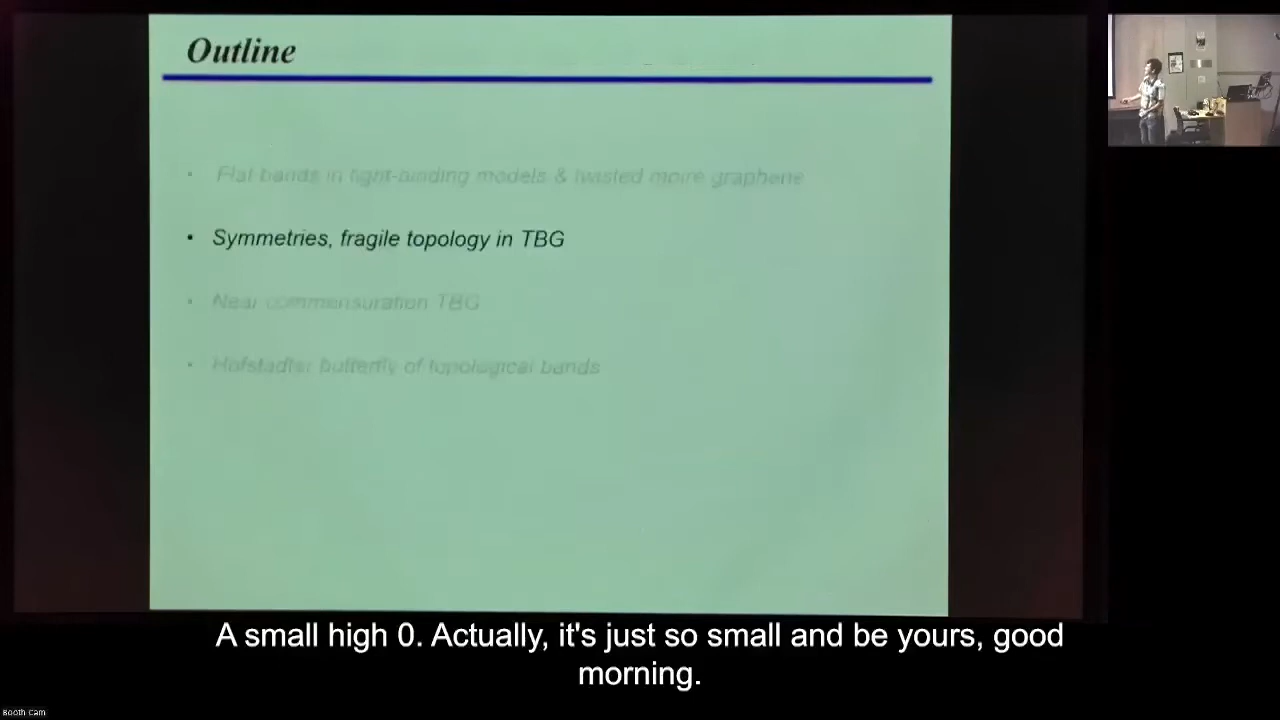 Outline
• Flat bands in tight-binding models & twisted moire graphene
• Symmetries, fragile topology in TBG
• Near commensuration TBG
• Hofstadter butterfly of topological bands
A small high 0. Actually, it's just so small and be yours, good
morning.
Booth Cam